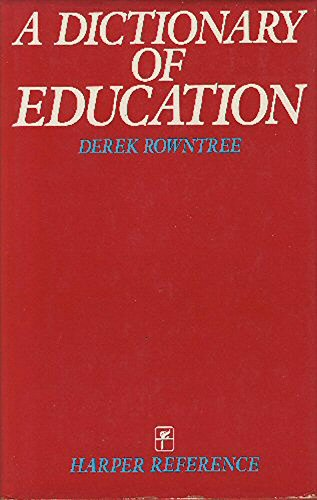 A DICTIONARY
OF
EDUCATION
DEREK ROWNTREE
HARPER REFERENCE